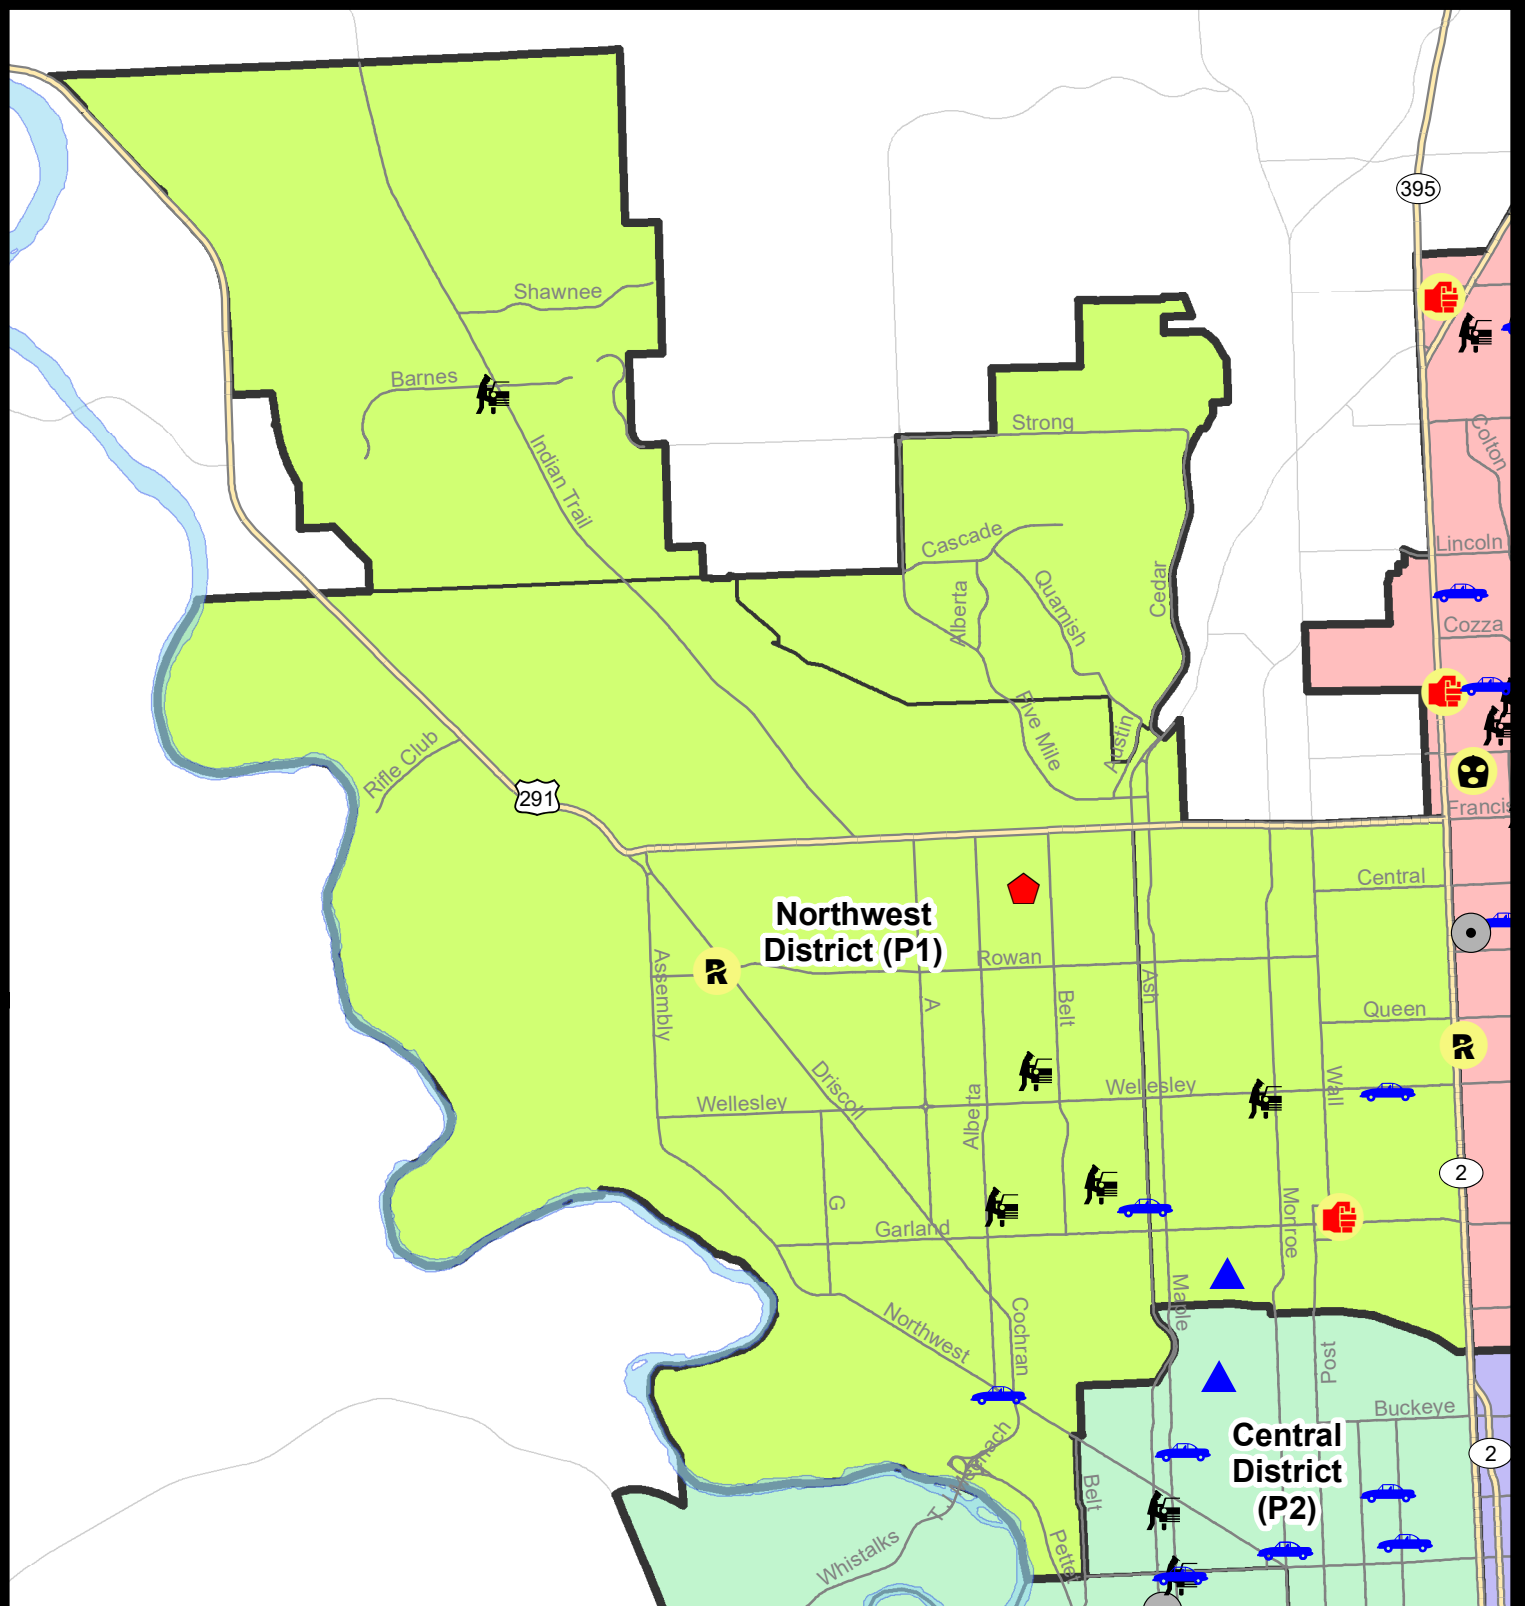 395
Shawnee
Barnes
Strong
Colton
Indian Trail
Cascade
Lincoln
Alberta
Quamish
Cedar
Cozza
Five Mile
Austin
Rifle Club
291
Francis
Central
Northwest
District (P1)
R
Assembly
Rowan
A
Belt
Ash
Queen
R
Driscoll
Wellesley
Wellesley
Wall
Alberta
2
G
Garland
Monroe
Maple
Northwest
Cochran
Post
Buckeye
Central
District
(P2)
2
Belt
Whistalks